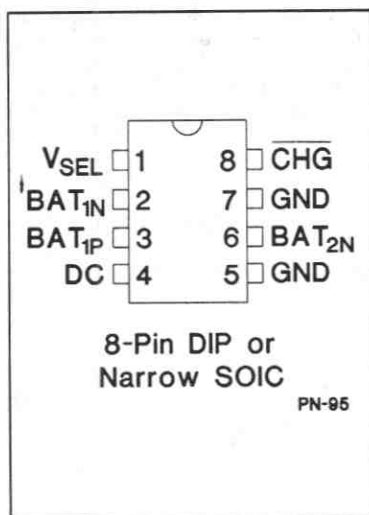 V_SEL 1 8 C̅H̅G̅
BAT_1N 2 7 GND
BAT_1P 3 6 BAT_2N
DC 4 5 GND
8-Pin DIP or
Narrow SOIC
PN-95